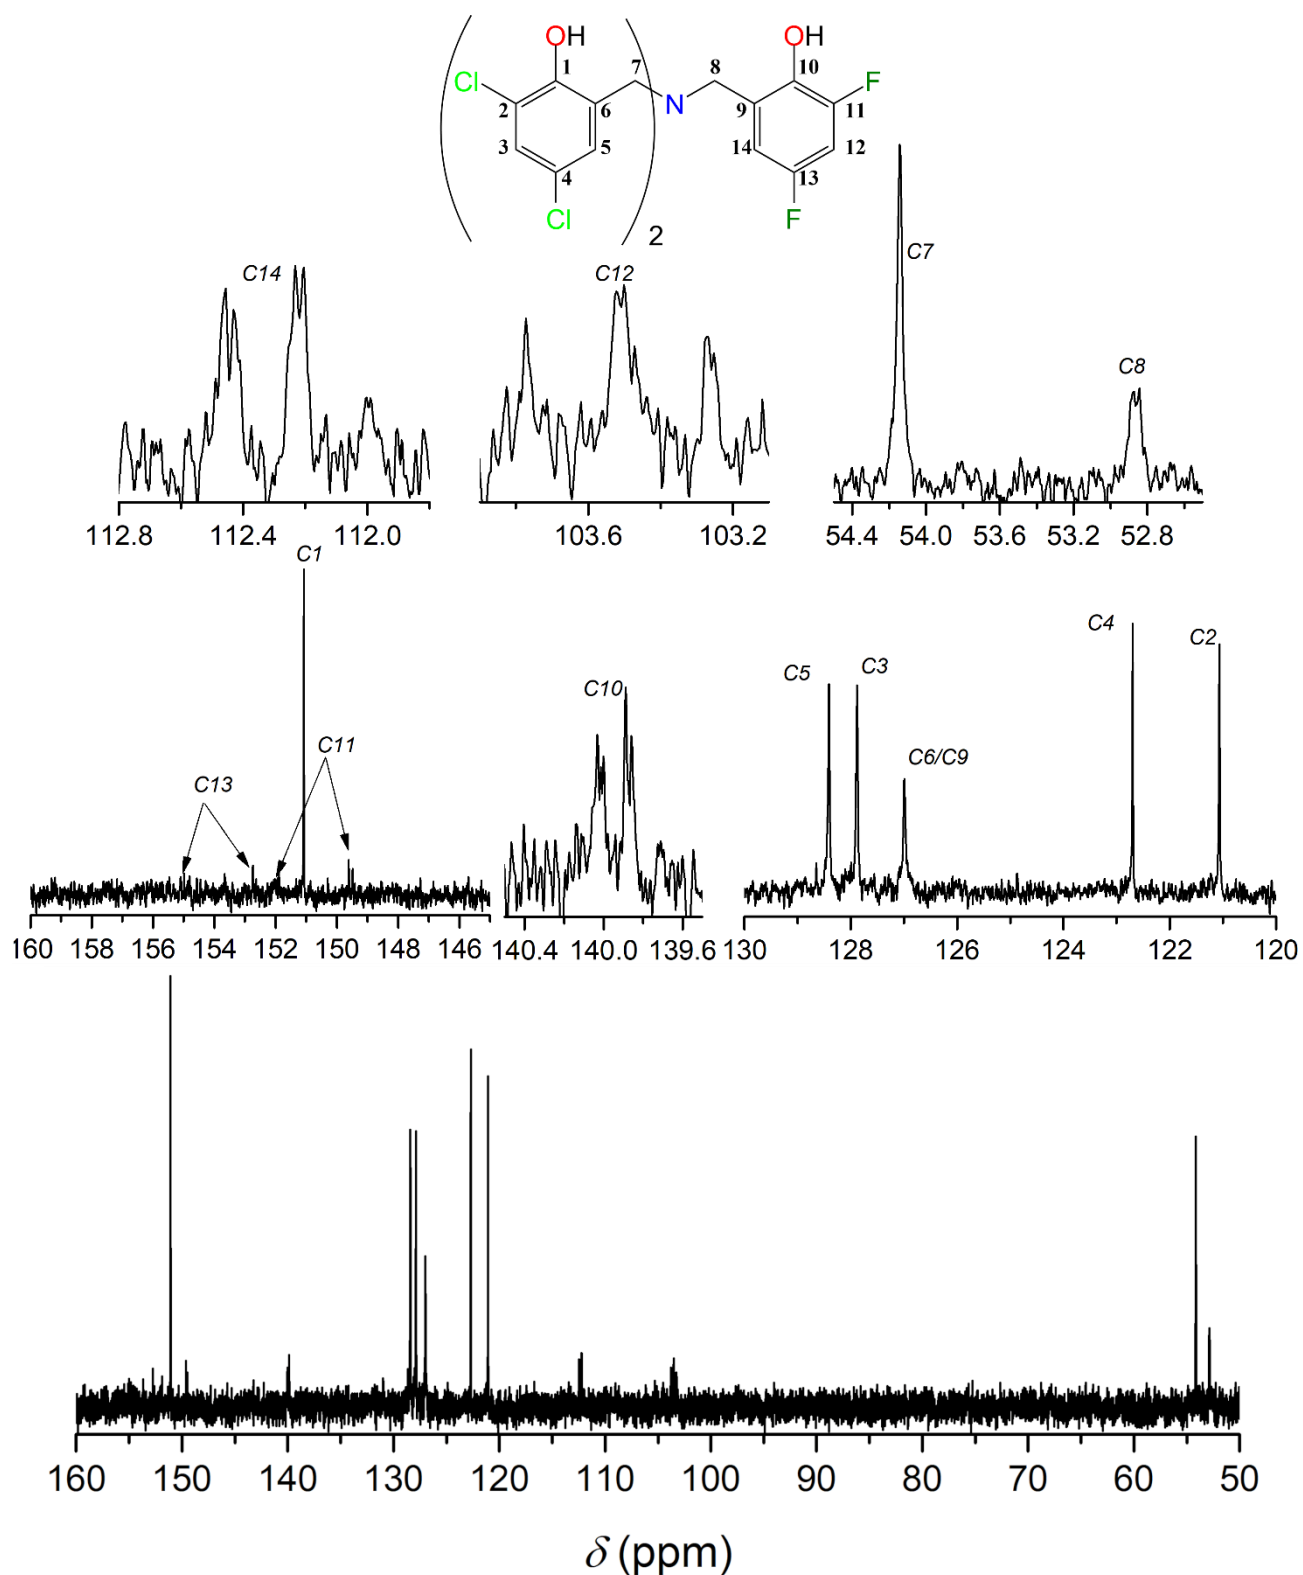 OH OH
1 7 8 10
Cl F
2 6 N 9 11
3 5 14 12
4 13
Cl F
2
C14 C12 C7 C8
112.8 112.4 112.0 103.6 103.2 54.4 54.0 53.6 53.2 52.8
C1 C4 C2
C13 C11 C10 C5 C3 C6/C9
160 158 156 154 152 150 148 146 140.4 140.0 139.6 130 128 126 124 122 120
160 150 140 130 120 110 100 90 80 70 60 50
δ (ppm)